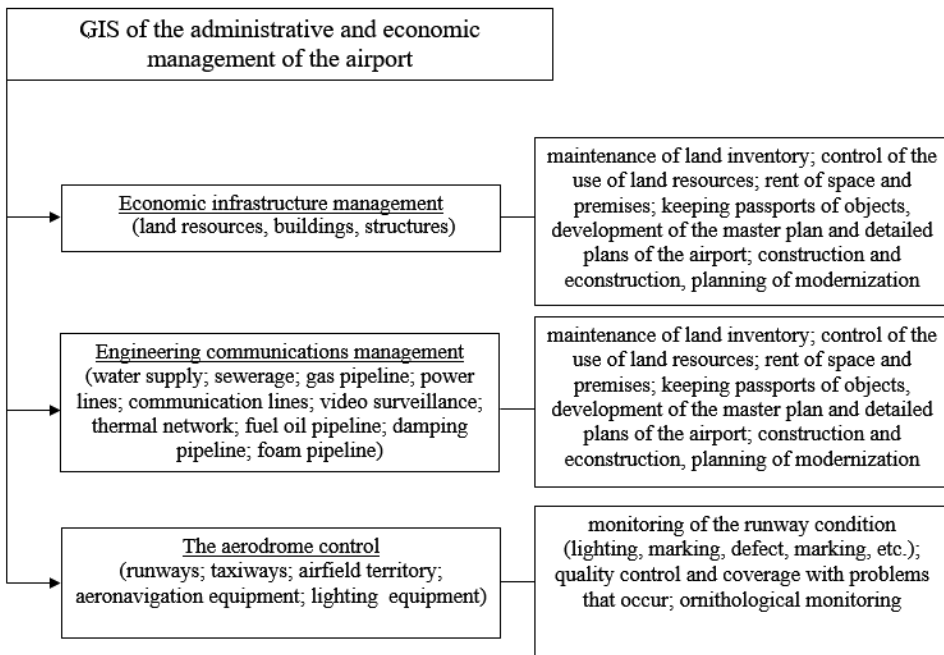 GIS of the administrative and economic
management of the airport
Economic infrastructure management
(land resources, buildings, structures)
maintenance of land inventory; control of the
use of land resources; rent of space and
premises; keeping passports of objects,
development of the master plan and detailed
plans of the airport; construction and
econstruction, planning of modernization
Engineering communications management
(water supply; sewerage; gas pipeline; power
lines; communication lines; video surveillance;
thermal network; fuel oil pipeline; damping
pipeline; foam pipeline)
maintenance of land inventory; control of the
use of land resources; rent of space and
premises; keeping passports of objects,
development of the master plan and detailed
plans of the airport; construction and
econstruction, planning of modernization
The aerodrome control
(runways; taxiways; airfield territory;
aeronavigation equipment; lighting equipment)
monitoring of the runway condition
(lighting, marking, defect, marking, etc.);
quality control and coverage with problems
that occur; ornithological monitoring